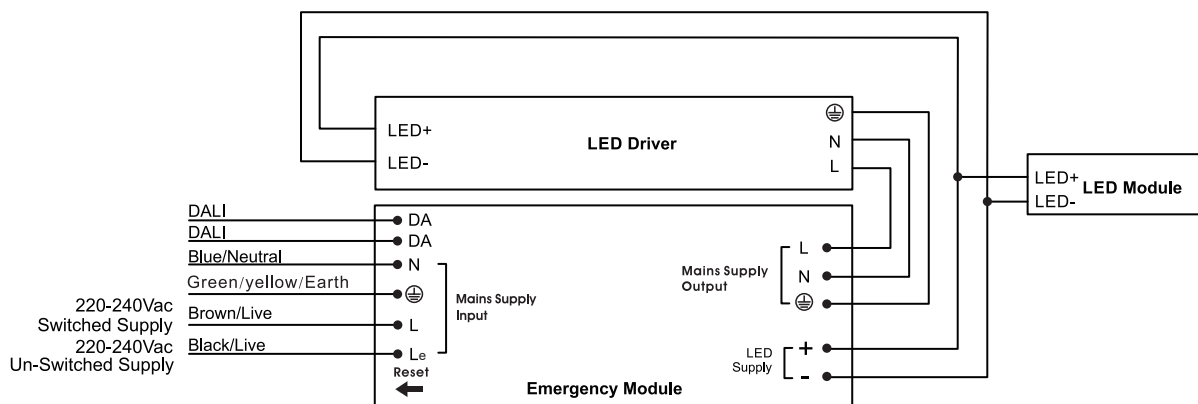 LED+
LED-
LED Driver
N
L
LED+
LED-
LED Module
DALI
DA
DALI
DA
Blue/Neutral
N
Green/yellow/Earth
220-240Vac
Switched Supply
Brown/Live
L
220-240Vac
Un-Switched Supply
Black/Live
Le
Mains Supply
Input
Reset
Emergency Module
Mains Supply
Output
L
N
LED
Supply
+
-